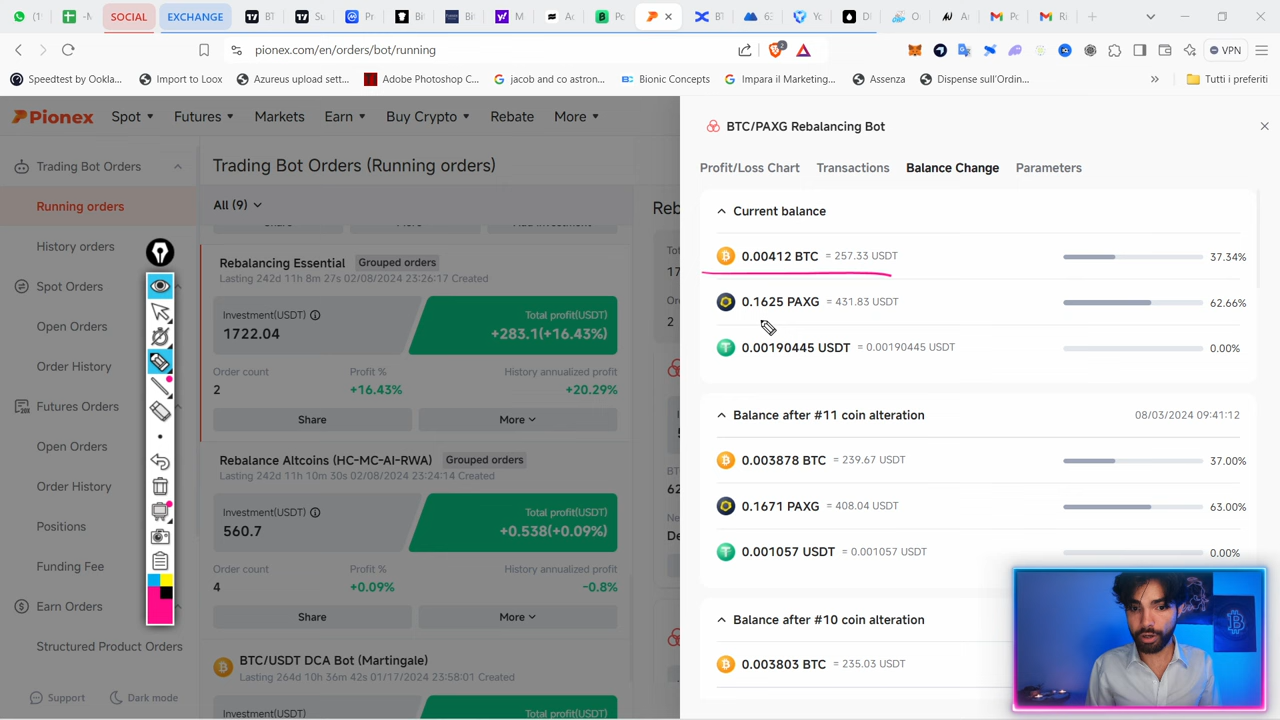 SOCIAL
EXCHANGE
pionex.com/en/orders/bot/running
VPN
Speedtest by Ookla...
Import to Loox
Azureus upload sett...
Adobe Photoshop C...
jacob and co astron...
Bionic Concepts
Impara il Marketing...
Assenza
Dispense sull'Ordin...
Tutti i preferiti
Pionex
Spot
Futures
Markets
Earn
Buy Crypto
Rebate
More
Trading Bot Orders
Running orders
History orders
Spot Orders
Open Orders
Order History
Futures Orders
Open Orders
Order History
Positions
Funding Fee
Earn Orders
Structured Product Orders
Support
Dark mode
Trading Bot Orders (Running orders)
All (9)
Rebalancing Essential
Grouped orders
Lasting 242d 11h 8m 27s 02/08/2024 23:26:17 Created
Investment(USDT)
1722.04
Total profit(USDT)
+283.1(+16.43%)
Order count
2
Profit %
+16.43%
History annualized profit
+20.29%
Share
More
Rebalance Altcoins (HC-MC-AI-RWA)
Grouped orders
Lasting 242d 11h 10m 30s 02/08/2024 23:24:14 Created
Investment(USDT)
560.7
Total profit(USDT)
+0.538(+0.09%)
Order count
4
Profit %
+0.09%
History annualized profit
-0.8%
Share
More
BTC/USDT DCA Bot (Martingale)
Lasting 264d 10h 36m 42s 01/17/2024 23:58:01 Created
Investment(USDT)
Total profit(USDT)
BTC/PAXG Rebalancing Bot
Profit/Loss Chart
Transactions
Balance Change
Parameters
Current balance
0.00412 BTC = 257.33 USDT 37.34%
0.1625 PAXG = 431.83 USDT 62.66%
0.00190445 USDT = 0.00190445 USDT 0.00%
Balance after #11 coin alteration 08/03/2024 09:41:12
0.003878 BTC = 239.67 USDT 37.00%
0.1671 PAXG = 408.04 USDT 63.00%
0.001057 USDT = 0.001057 USDT 0.00%
Balance after #10 coin alteration
0.003803 BTC = 235.03 USDT